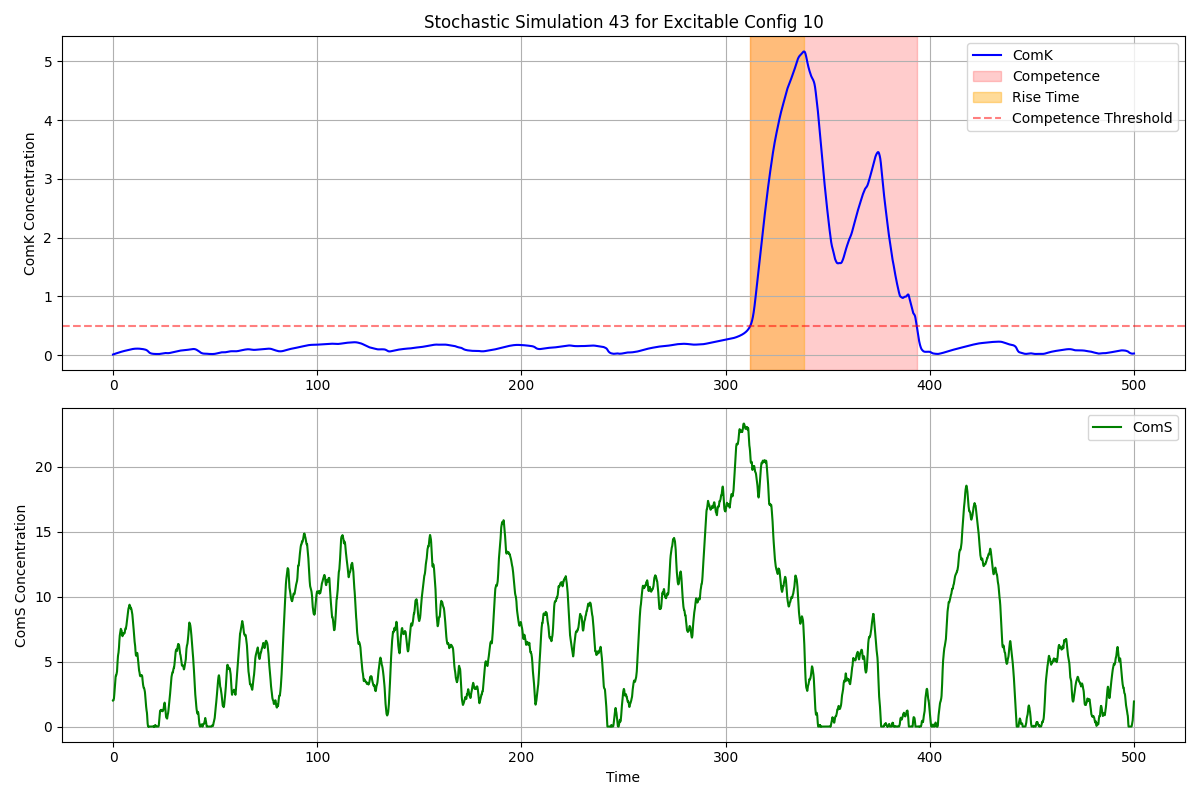 Stochastic Simulation 43 for Excitable Config 10
ComK Concentration
5
4
3
2
1
0
ComK
Competence
Rise Time
Competence Threshold
0 100 200 300 400 500
ComS Concentration
20
15
10
5
0
ComS
0 100 200 300 400 500
Time